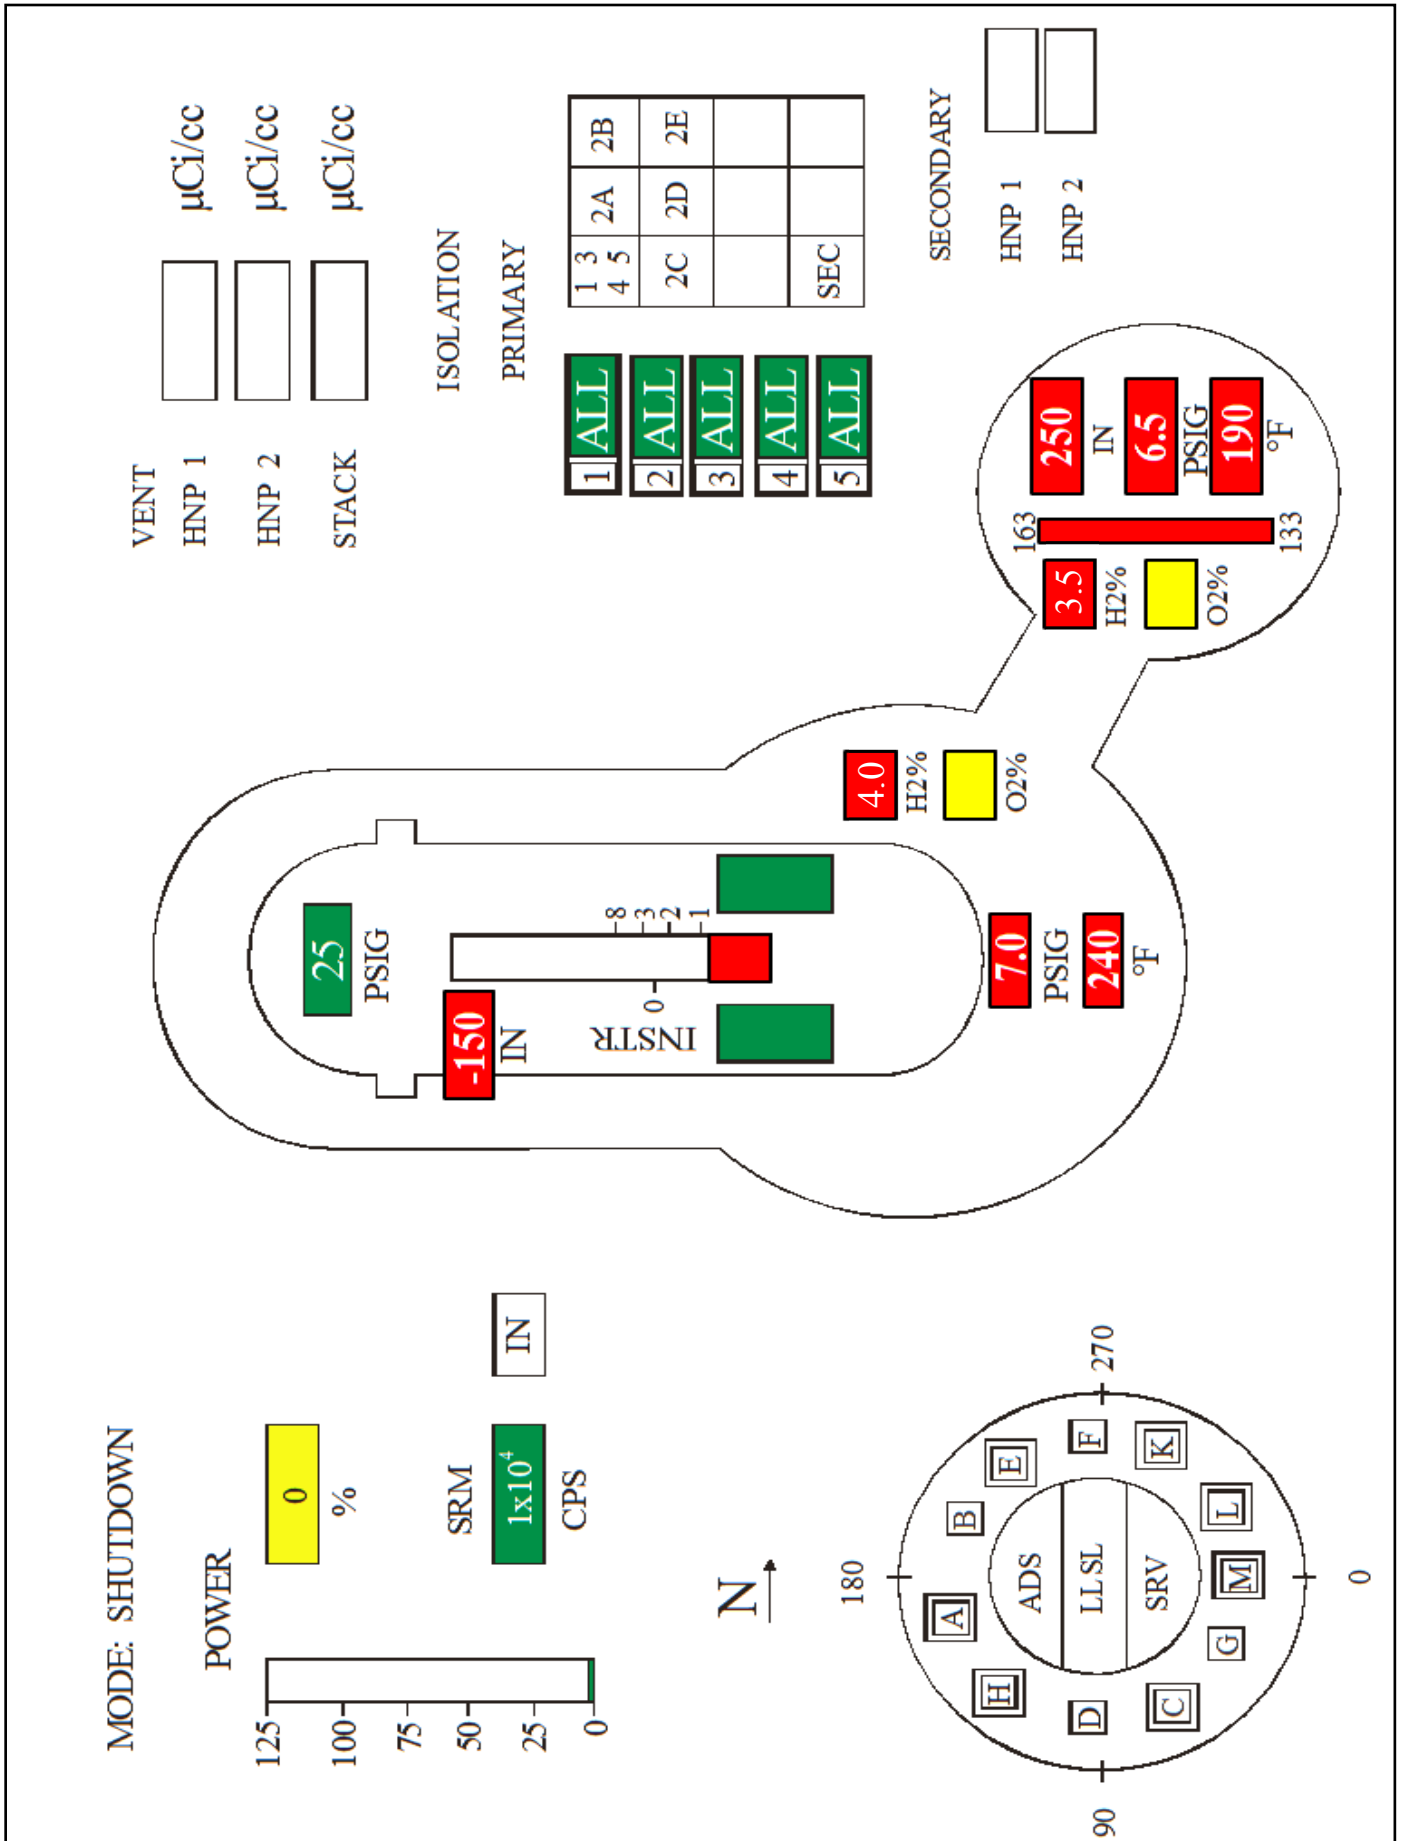 MODE: SHUTDOWN
POWER
125
100
75
50
25
0
0
%
SRM
1x10⁴
CPS
IN
N
180
270
0
90
ADS
LL SL
SRV
A
B
E
F
K
L
M
G
C
D
H
25
PSIG
-150
IN
INSTR
0
8
3
2
1
4.0
H2%
O2%
7.0
PSIG
240
°F
3.5
H2%
O2%
163
133
250
IN
6.5
PSIG
190
°F
VENT
HNP 1 µCi/cc
HNP 2 µCi/cc
STACK µCi/cc
ISOLATION
PRIMARY
1 ALL
2 ALL
3 ALL
4 ALL
5 ALL
1 3
4 5
2A
2B
2C
2D
2E
SEC
SECONDARY
HNP 1
HNP 2